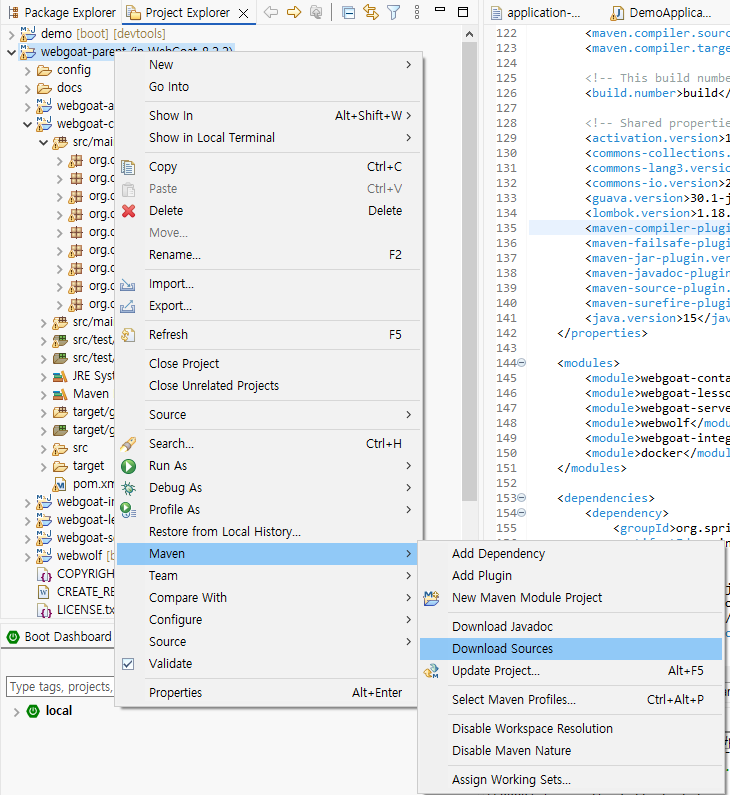 Package Explorer
Project Explorer
application-...
DemoApplica...
demo [boot] [devtools]
webgoat-parent (in WebGoat-8.2.2)
config
docs
webgoat-a
webgoat-c
src/mai
org.c
org.c
org.c
org.c
org.c
org.c
org.c
org.c
org.c
src/mai
src/test/
src/test/
JRE Syst
Maven
target/g
target/g
src
target
pom.xm
webgoat-in
webgoat-le
webgoat-se
webwolf [b
COPYRIGH
CREATE_RE
LICENSE.tx
Boot Dashboard
Type tags, projects,
local
New
Go Into
Show In Alt+Shift+W
Show in Local Terminal
Copy Ctrl+C
Paste Ctrl+V
Delete Delete
Move...
Rename... F2
Import...
Export...
Refresh F5
Close Project
Close Unrelated Projects
Source
Search... Ctrl+H
Run As
Debug As
Profile As
Restore from Local History...
Maven
Team
Compare With
Configure
Source
Validate
Properties Alt+Enter
Add Dependency
Add Plugin
New Maven Module Project
Download Javadoc
Download Sources
Update Project... Alt+F5
Select Maven Profiles... Ctrl+Alt+P
Disable Workspace Resolution
Disable Maven Nature
Assign Working Sets...
122 <maven.compiler.sourc
123 <maven.compiler.targe
124
125 <!-- This build numbe
126 <build.number>build</
127
128 <!-- Shared propertie
129 <activation.version>1
130 <commons-collections.
131 <commons-lang3.versio
132 <commons-io.version>2
133 <guava.version>30.1-j
134 <lombok.version>1.18.
135 <maven-compiler-plugi
136 <maven-failsafe-plugi
137 <maven-jar-plugin.ver
138 <maven-javadoc-plugin
139 <maven-source-plugin.
140 <maven-surefire-plugi
141 <java.version>15</jav
142 </properties>
143
144 <modules>
145 <module>webgoat-conta
146 <module>webgoat-lesso
147 <module>webgoat-serve
148 <module>webwolf</modu
149 <module>webgoat-integ
150 <module>docker</modul
151 </modules>
152
153 <dependencies>
154 <dependency>
155 <groupId>org.spri